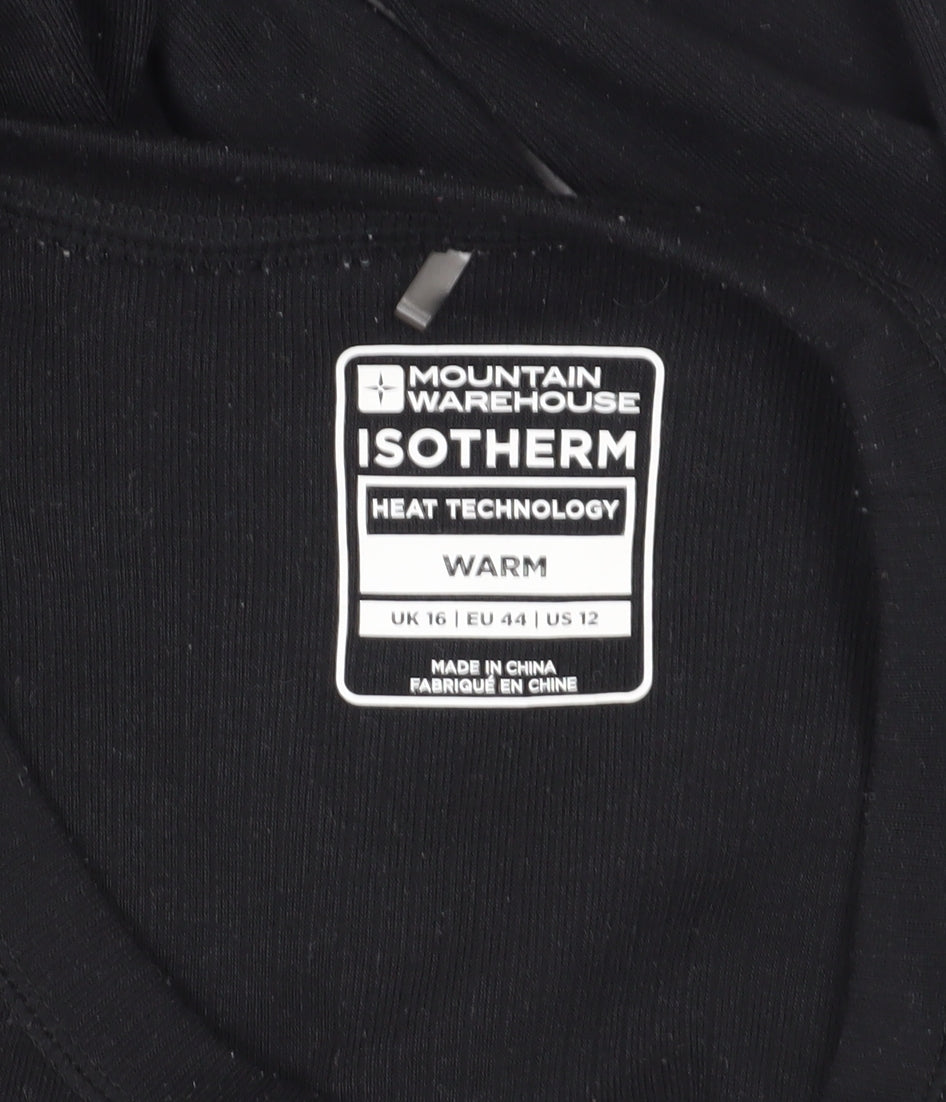 MOUNTAIN
WAREHOUSE
ISOTHERM
HEAT TECHNOLOGY
WARM
UK 16 | EU 44 | US 12
MADE IN CHINA
FABRIQUÉ EN CHINE